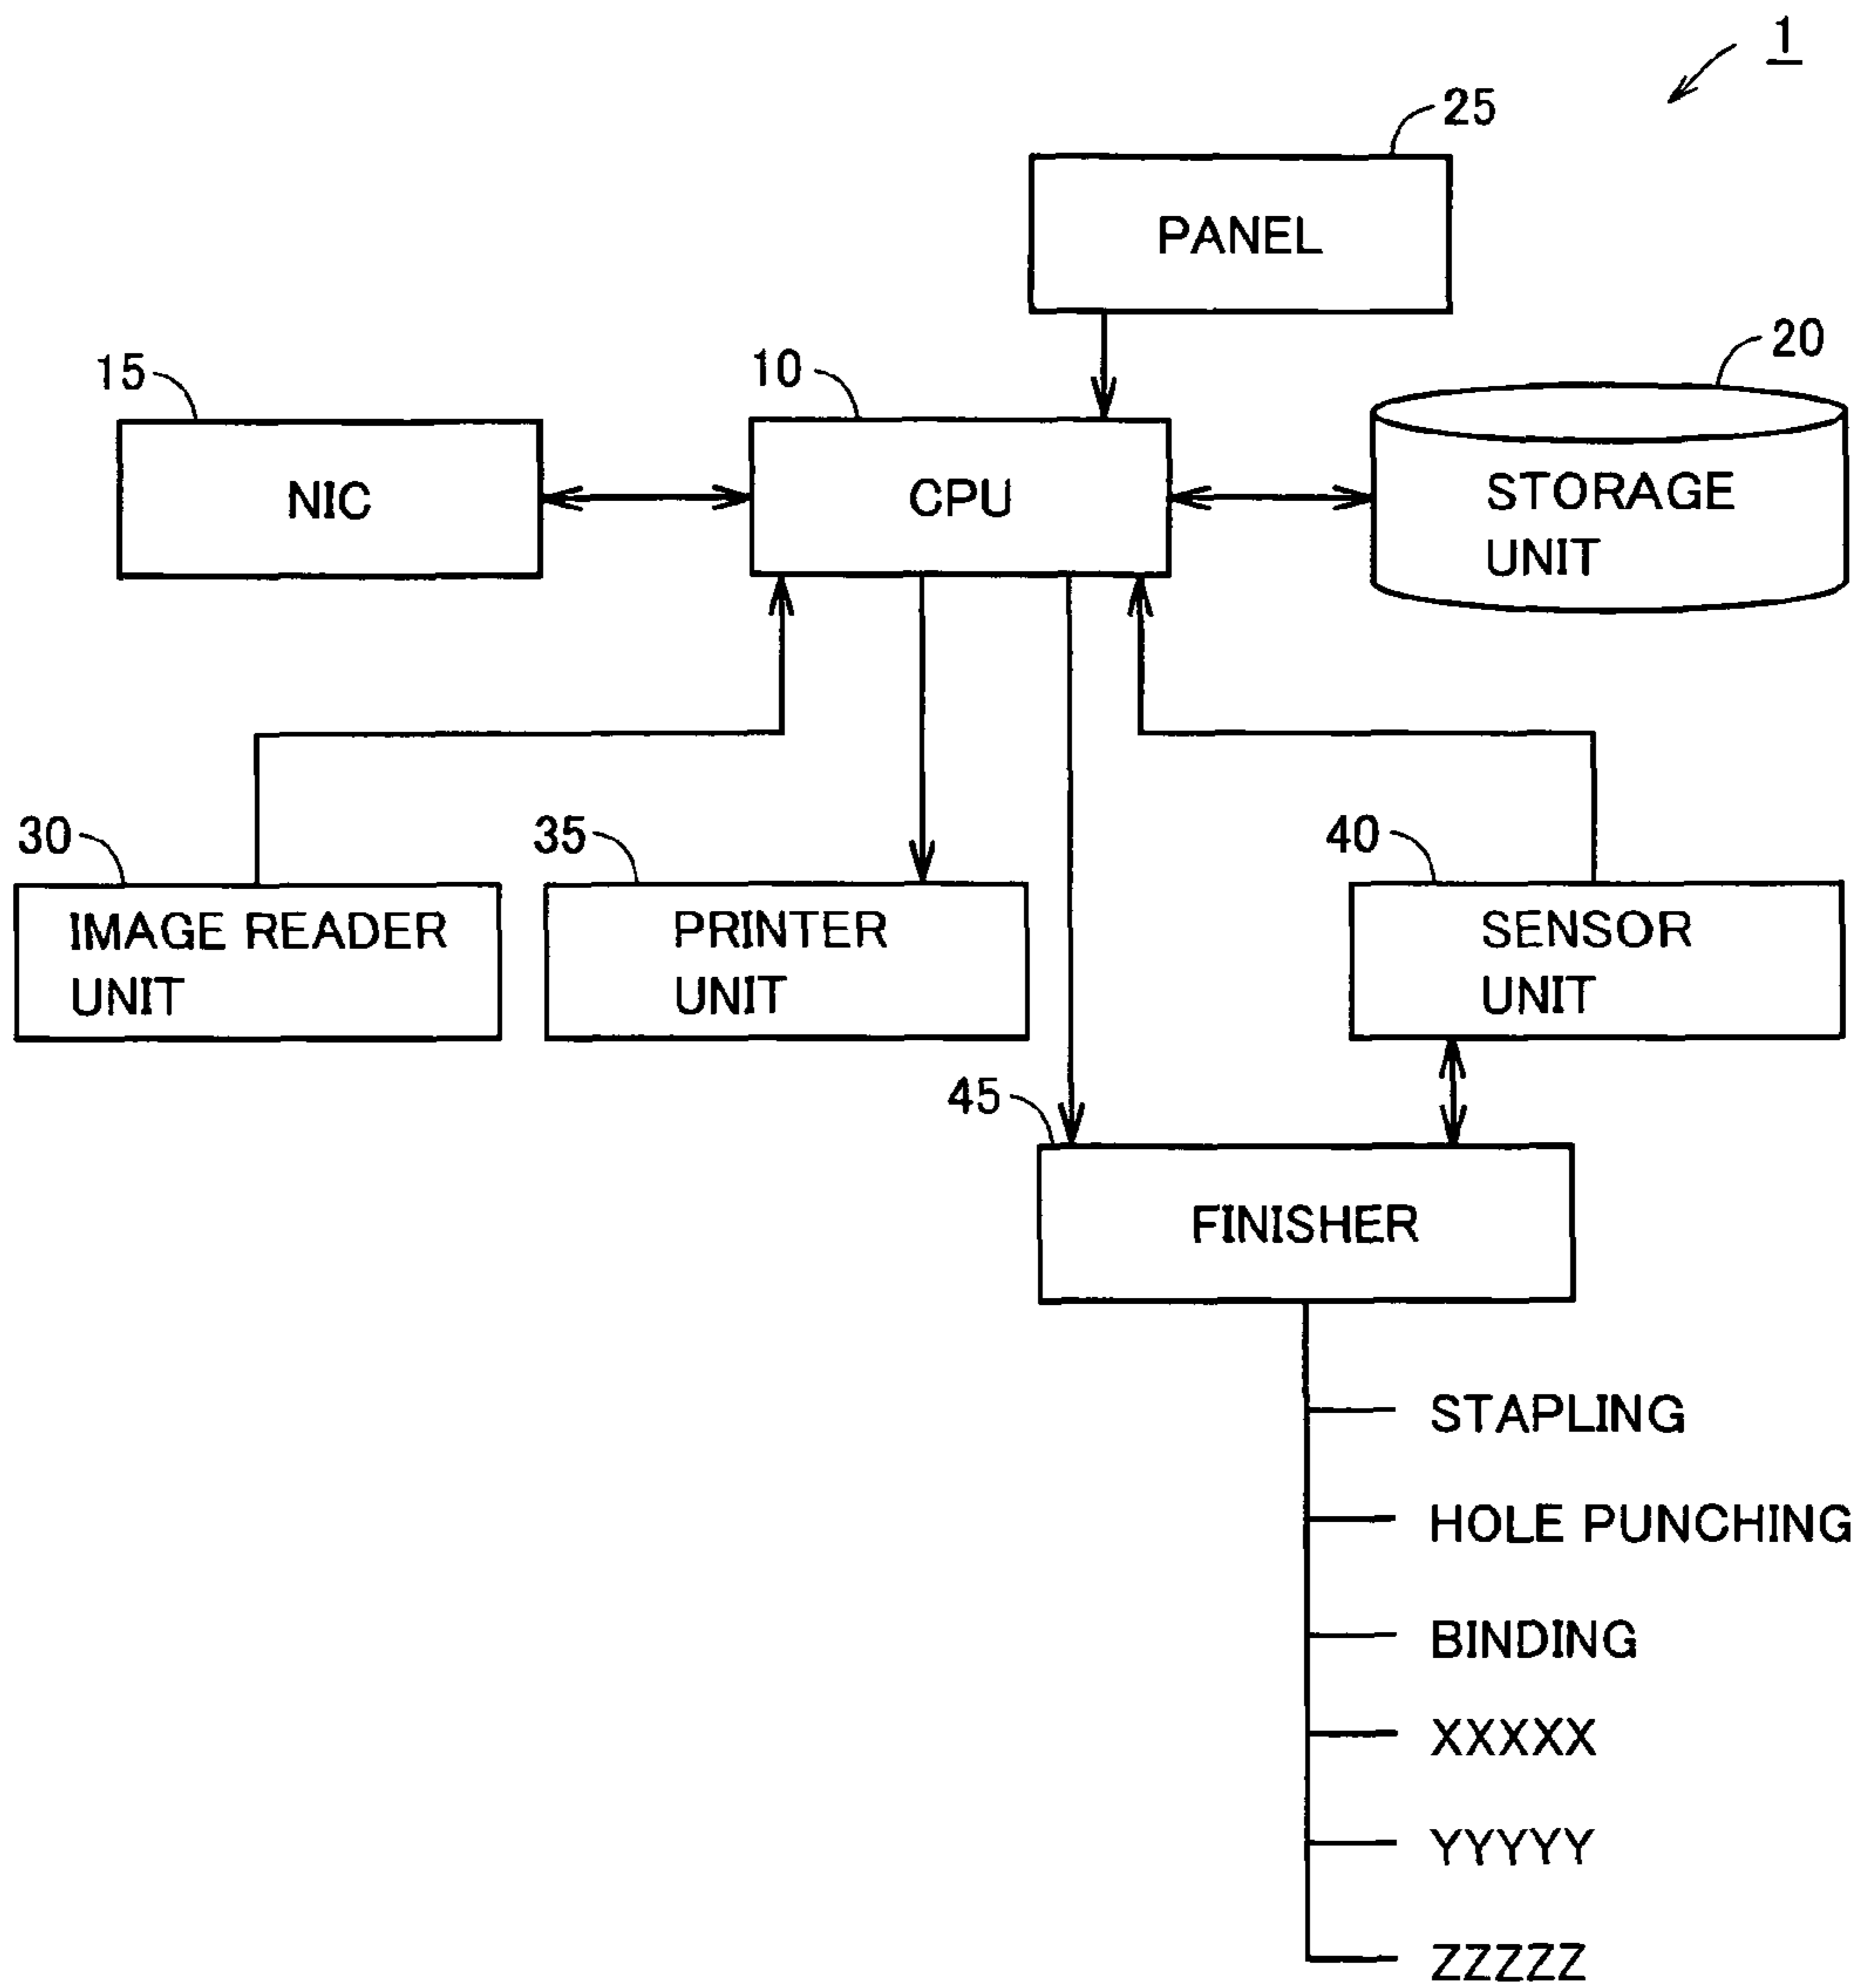 1
25
PANEL
20
15
10
NIC
CPU
STORAGE
UNIT
30
35
40
IMAGE READER
UNIT
PRINTER
UNIT
SENSOR
UNIT
45
FINISHER
STAPLING
HOLE PUNCHING
BINDING
XXXXX
YYYYY
ZZZZZ